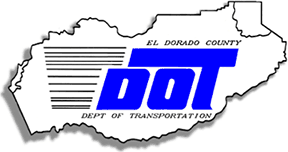 EL DORADO COUNTY
DOT
DEPT OF TRANSPORTATION